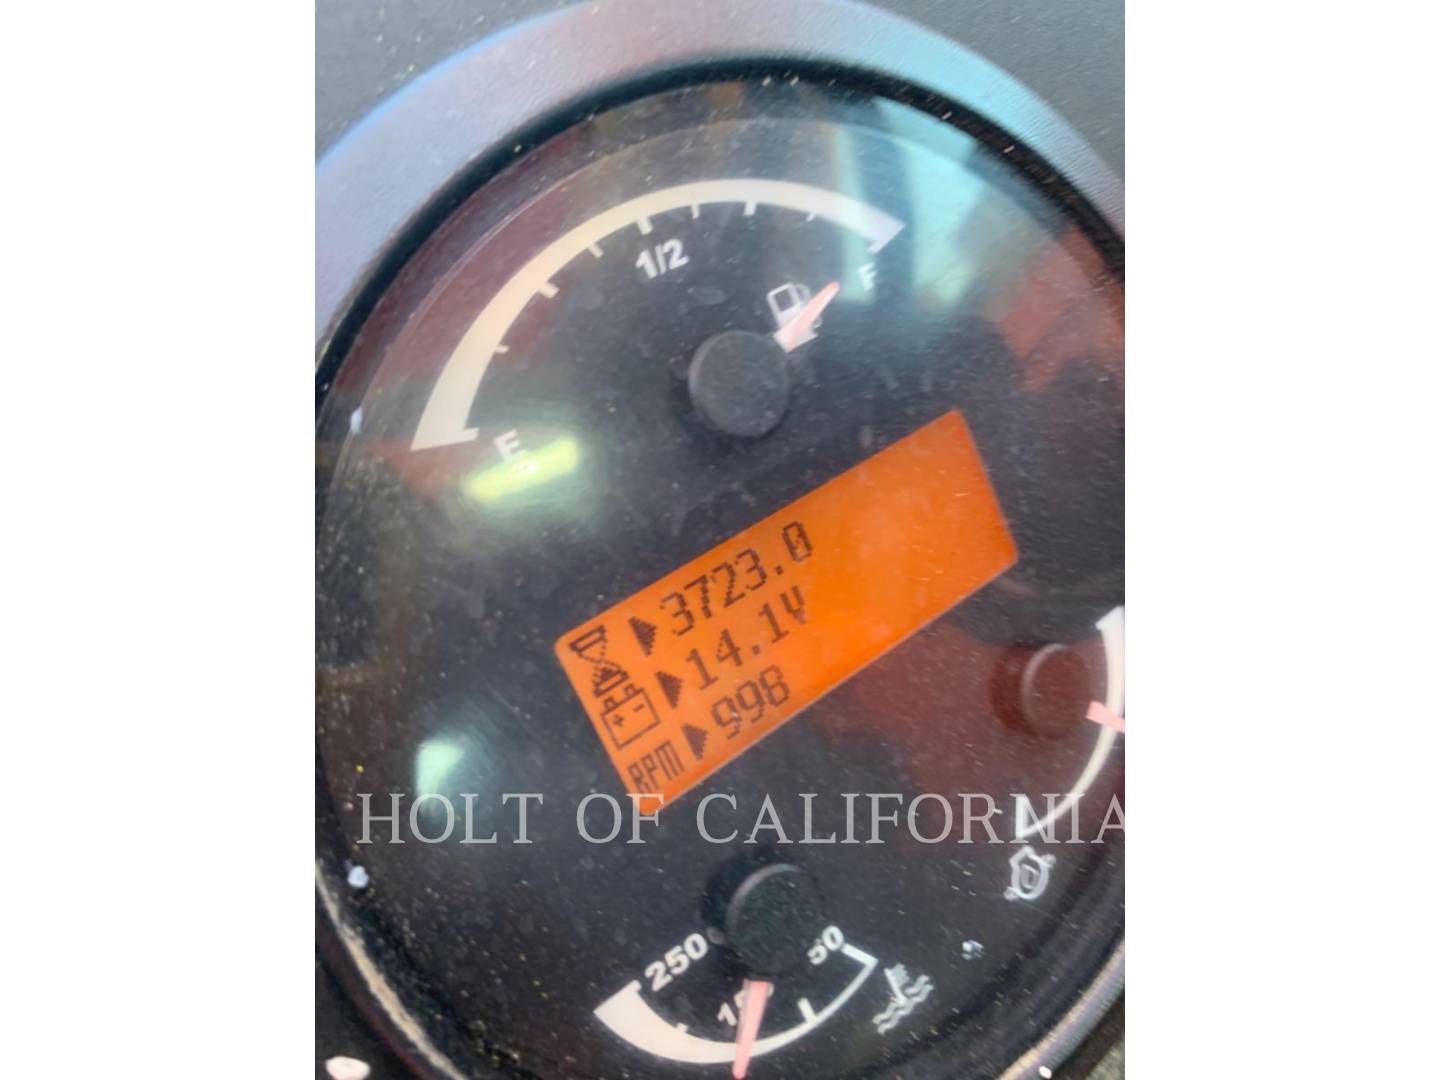 1/2
F
E
3723.0
14.1V
RPM 998
HOLT OF CALIFORNIA
250
50